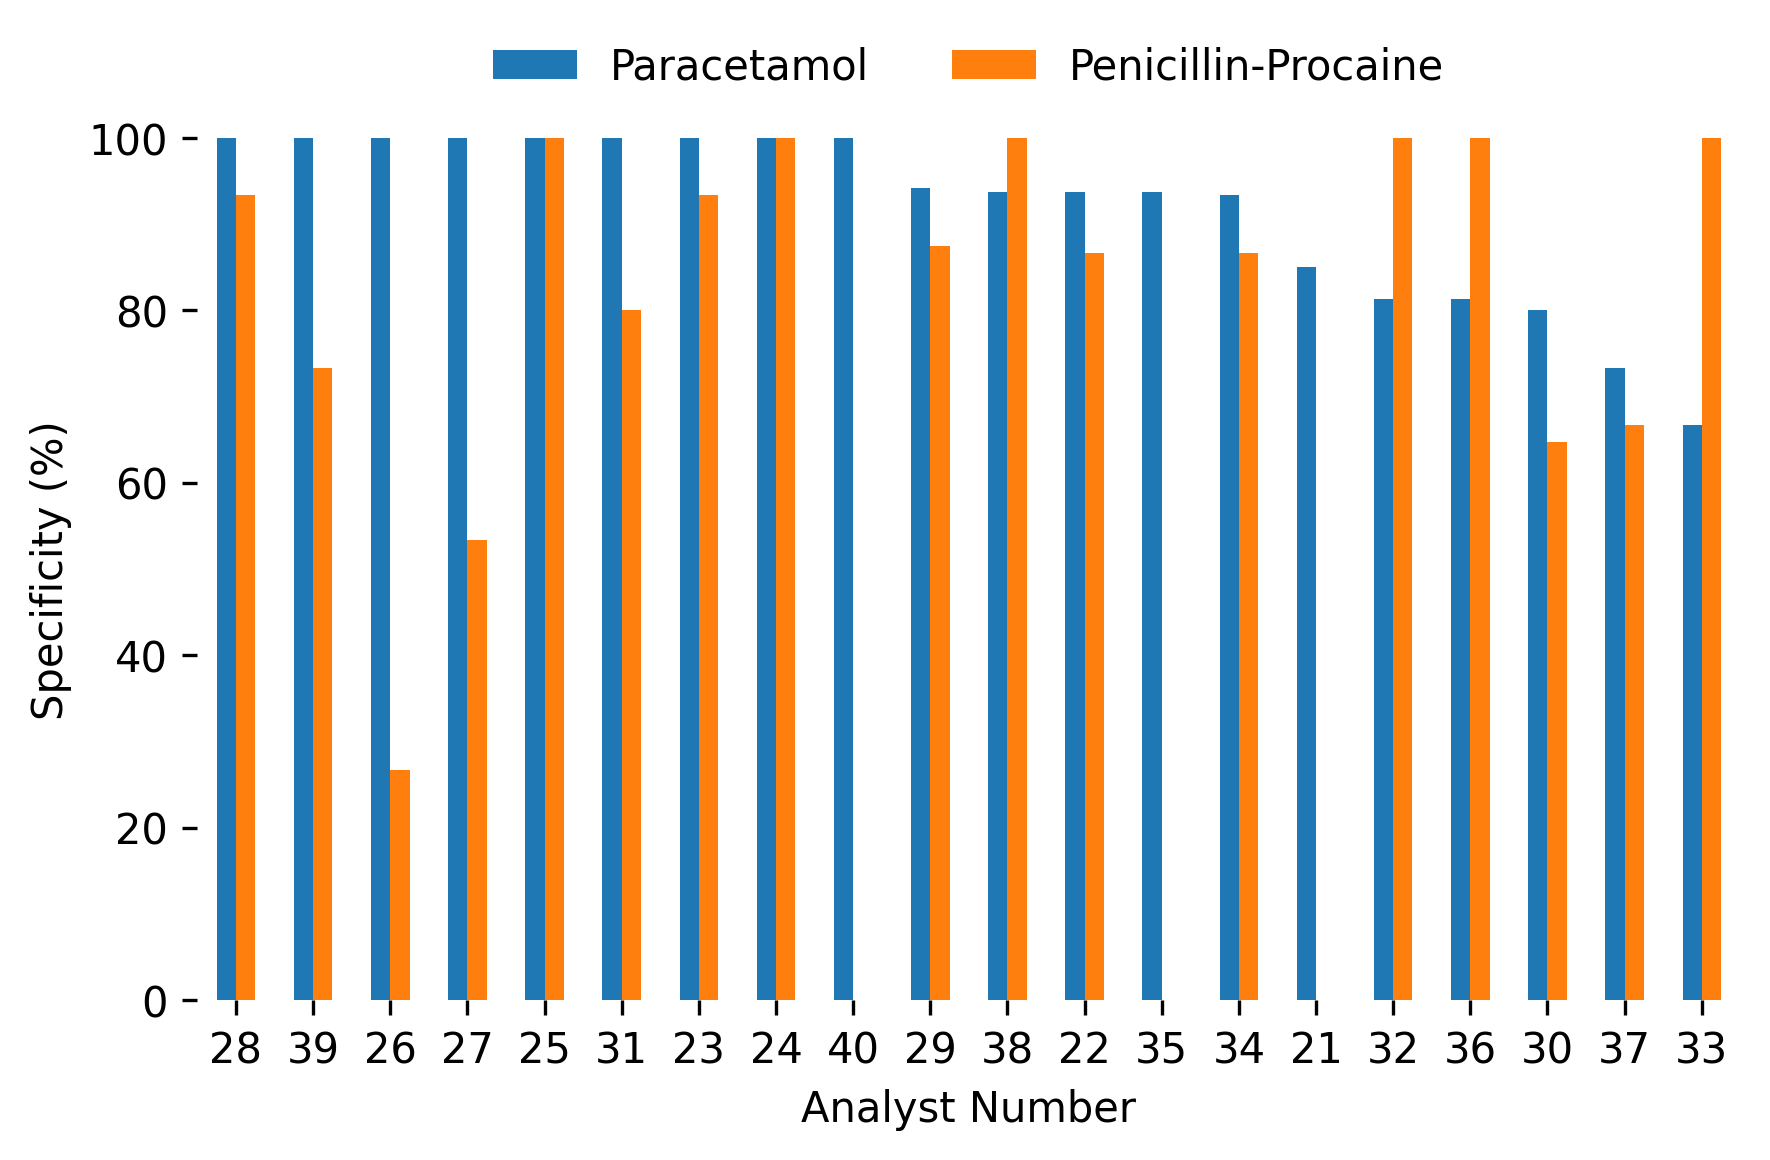 Paracetamol Penicillin-Procaine
100
80
60
40
20
0
Specificity (%)
28 39 26 27 25 31 23 24 40 29 38 22 35 34 21 32 36 30 37 33
Analyst Number